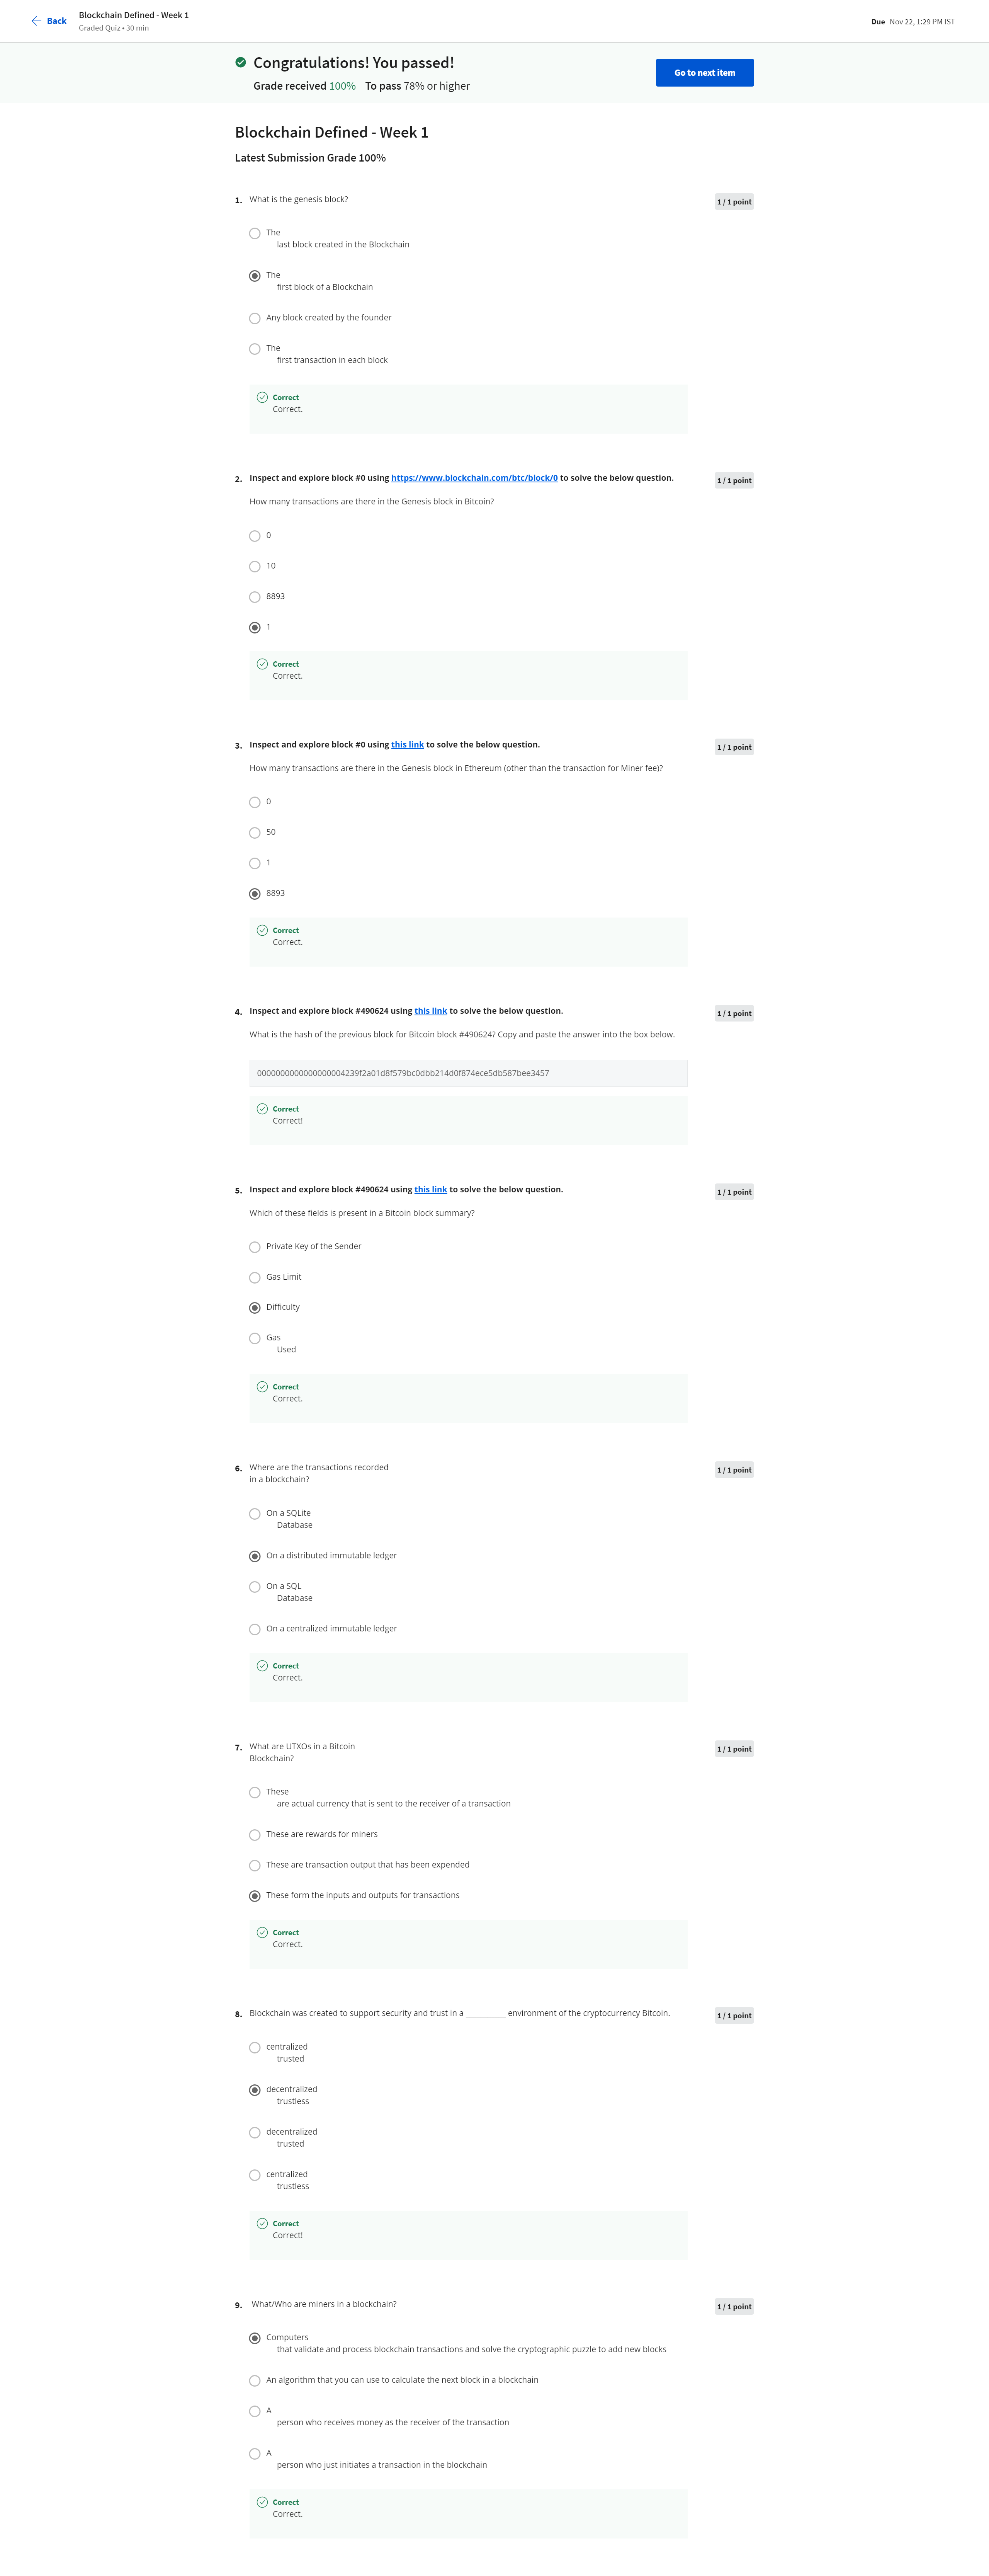 Back
Blockchain Defined - Week 1
Graded Quiz • 30 min
Due Nov 22, 1:29 PM IST
Congratulations! You passed!
Grade received 100% To pass 78% or higher
Go to next item
Blockchain Defined - Week 1
Latest Submission Grade 100%
1. What is the genesis block?
1 / 1 point
The
last block created in the Blockchain
The
first block of a Blockchain
Any block created by the founder
The
first transaction in each block
Correct
Correct.
2. Inspect and explore block #0 using https://www.blockchain.com/btc/block/0 to solve the below question.
1 / 1 point
How many transactions are there in the Genesis block in Bitcoin?
0
10
8893
1
Correct
Correct.
3. Inspect and explore block #0 using this link to solve the below question.
1 / 1 point
How many transactions are there in the Genesis block in Ethereum (other than the transaction for Miner fee)?
0
50
1
8893
Correct
Correct.
4. Inspect and explore block #490624 using this link to solve the below question.
1 / 1 point
What is the hash of the previous block for Bitcoin block #490624? Copy and paste the answer into the box below.
0000000000000000004239f2a01d8f579bc0dbb214d0f874ece5db587bee3457
Correct
Correct!
5. Inspect and explore block #490624 using this link to solve the below question.
1 / 1 point
Which of these fields is present in a Bitcoin block summary?
Private Key of the Sender
Gas Limit
Difficulty
Gas
Used
Correct
Correct.
6. Where are the transactions recorded
in a blockchain?
1 / 1 point
On a SQLite
Database
On a distributed immutable ledger
On a SQL
Database
On a centralized immutable ledger
Correct
Correct.
7. What are UTXOs in a Bitcoin
Blockchain?
1 / 1 point
These
are actual currency that is sent to the receiver of a transaction
These are rewards for miners
These are transaction output that has been expended
These form the inputs and outputs for transactions
Correct
Correct.
8. Blockchain was created to support security and trust in a __________ environment of the cryptocurrency Bitcoin.
1 / 1 point
centralized
trusted
decentralized
trustless
decentralized
trusted
centralized
trustless
Correct
Correct!
9. What/Who are miners in a blockchain?
1 / 1 point
Computers
that validate and process blockchain transactions and solve the cryptographic puzzle to add new blocks
An algorithm that you can use to calculate the next block in a blockchain
A
person who receives money as the receiver of the transaction
A
person who just initiates a transaction in the blockchain
Correct
Correct.